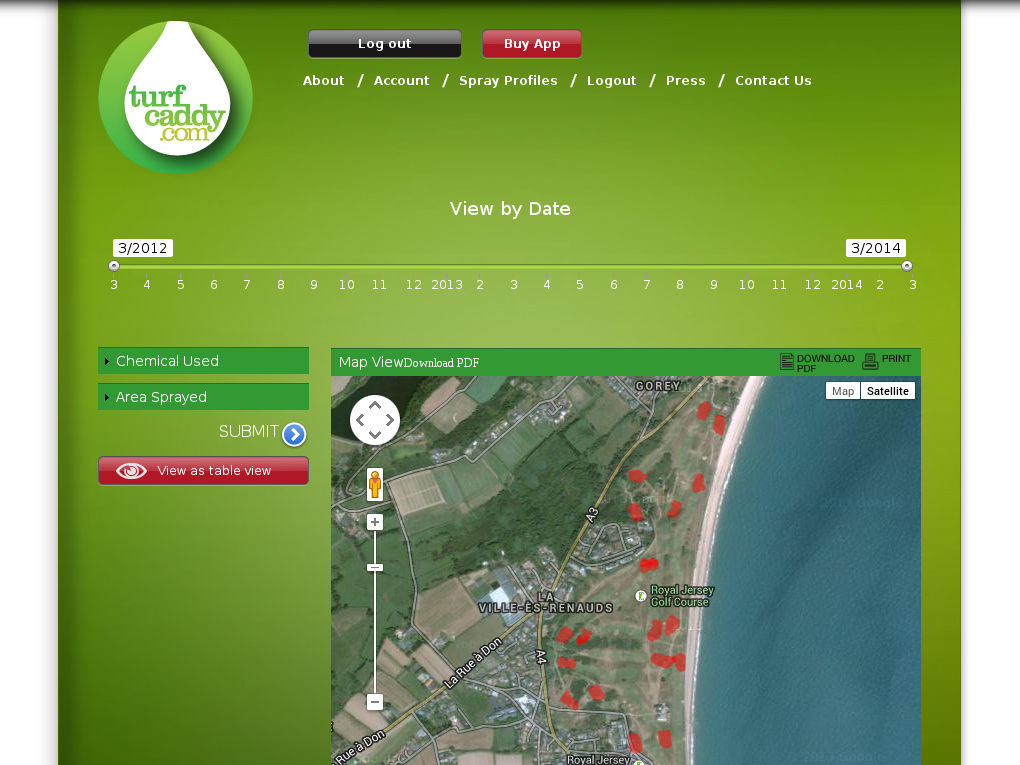 turf
caddy
.com
Log out
Buy App
About / Account / Spray Profiles / Logout / Press / Contact Us
View by Date
3/2012
3/2014
3 4 5 6 7 8 9 10 11 12 2013 2 3 4 5 6 7 8 9 10 11 12 2014 2 3
Chemical Used
Area Sprayed
SUBMIT
View as table view
Map ViewDownload PDF
DOWNLOAD
PDF
PRINT
Map
Satellite
GOREY
A3
Royal Jersey
Golf Course
LA
VILLE-ÈS-RENAUDS
A4
La Rue à Don
Rue à Don
Royal Jersey